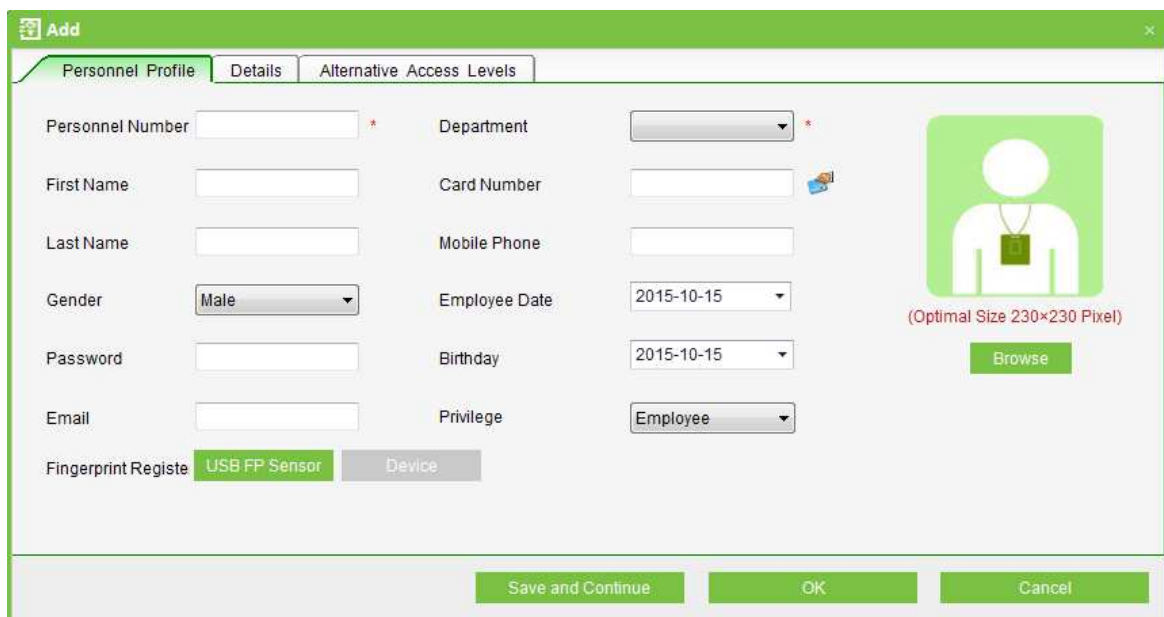 Add
Personnel Profile Details Alternative Access Levels
Personnel Number * Department *
First Name Card Number
Last Name Mobile Phone
Gender Male Employee Date 2015-10-15
(Optimal Size 230×230 Pixel)
Password Birthday 2015-10-15 Browse
Email Privilege Employee
Fingerprint Registe USB FP Sensor Device
Save and Continue OK Cancel